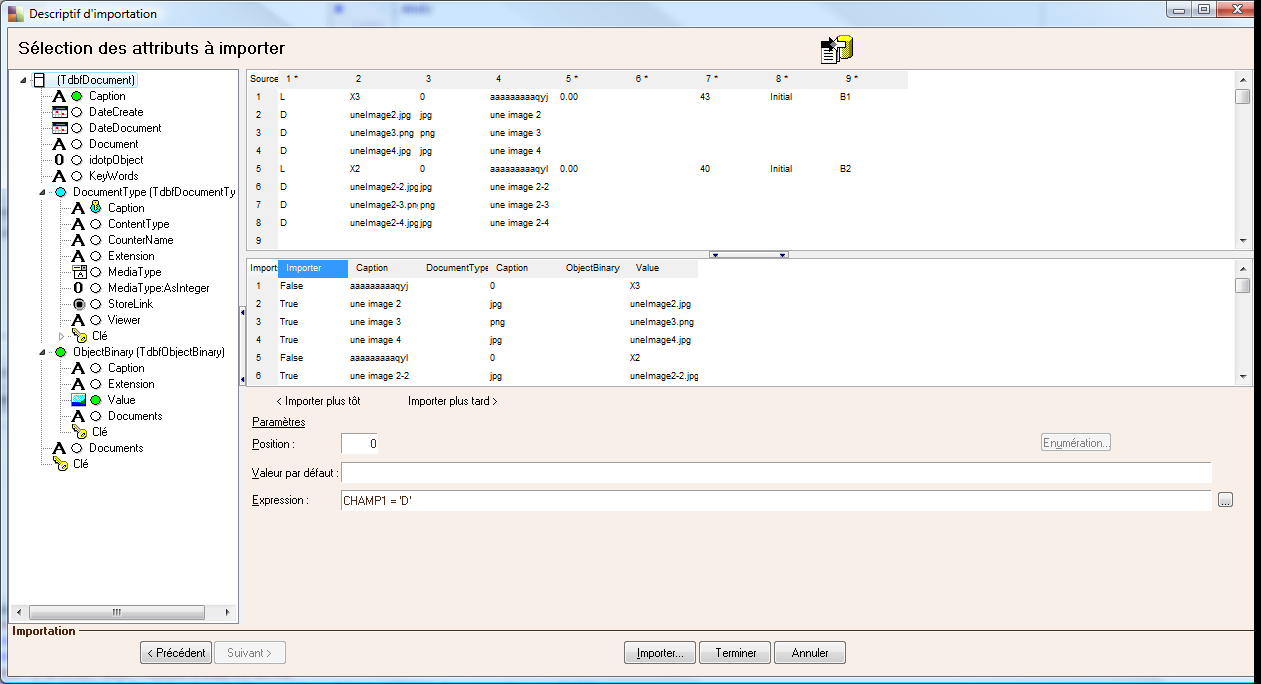 Descriptif d'importation
Sélection des attributs à importer
(TdbfDocument)
Caption
DateCreate
DateDocument
Document
idotpObject
KeyWords
DocumentType (TdbfDocumentTy
Caption
ContentType
CounterName
Extension
MediaType
MediaType:AsInteger
StoreLink
Viewer
Clé
ObjectBinary (TdbfObjectBinary)
Caption
Extension
Value
Documents
Clé
Documents
Clé
Source 1 * 2 3 4 5 * 6 * 7 * 8 * 9 *
1 L X3 0 aaaaaaaaaqyj 0.00 43 Initial B1
2 D uneImage2.jpg jpg une image 2
3 D uneImage3.png png une image 3
4 D uneImage4.jpg jpg une image 4
5 L X2 0 aaaaaaaaaqyl 0.00 40 Initial B2
6 D uneImage2-2.jpg jpg une image 2-2
7 D uneImage2-3.pn png une image 2-3
8 D uneImage2-4.jpg jpg une image 2-4
9
Import Importer Caption DocumentType Caption ObjectBinary Value
1 False aaaaaaaaaqyj 0 X3
2 True une image 2 jpg uneImage2.jpg
3 True une image 3 png uneImage3.png
4 True une image 4 jpg uneImage4.jpg
5 False aaaaaaaaaqyl 0 X2
6 True une image 2-2 jpg uneImage2-2.jpg
< Importer plus tôt Importer plus tard >
Paramètres
Position : 0 Enumération...
Valeur par défaut :
Expression : CHAMP1 = 'D' ...
Importation
< Précédent Suivant > Importer... Terminer Annuler